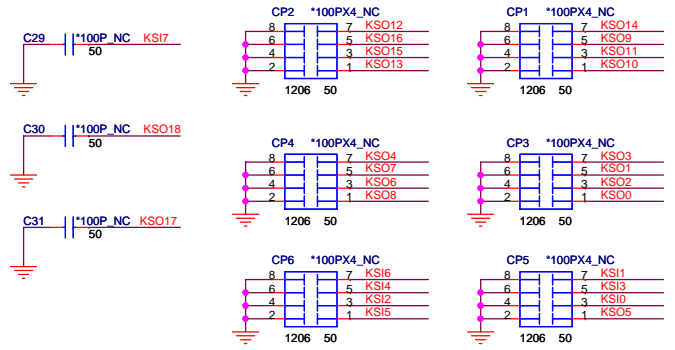 C29 *100P_NC KSI7
50
CP2 *100PX4_NC
8 7 KSO12
6 5 KSO16
4 3 KSO15
2 1 KSO13
1206 50
CP1 *100PX4_NC
8 7 KSO14
6 5 KSO9
4 3 KSO11
2 1 KSO10
1206 50
C30 *100P_NC KSO18
50
CP4 *100PX4_NC
8 7 KSO4
6 5 KSO7
4 3 KSO6
2 1 KSO8
1206 50
CP3 *100PX4_NC
8 7 KSO3
6 5 KSO1
4 3 KSO2
2 1 KSO0
1206 50
C31 *100P_NC KSO17
50
CP6 *100PX4_NC
8 7 KSI6
6 5 KSI4
4 3 KSI2
2 1 KSI5
1206 50
CP5 *100PX4_NC
8 7 KSI1
6 5 KSI3
4 3 KSI0
2 1 KSO5
1206 50